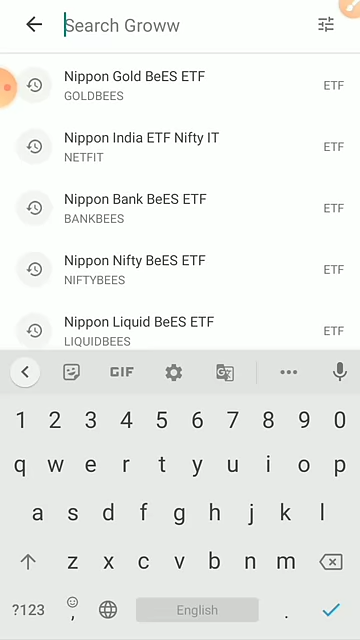 Search Groww
Nippon Gold BeES ETF
GOLDBEES
ETF
Nippon India ETF Nifty IT
NETFIT
ETF
Nippon Bank BeES ETF
BANKBEES
ETF
Nippon Nifty BeES ETF
NIFTYBEES
ETF
Nippon Liquid BeES ETF
LIQUIDBEES
ETF
GIF
1 2 3 4 5 6 7 8 9 0
q w e r t y u i o p
a s d f g h j k l
z x c v b n m
?123 , English .